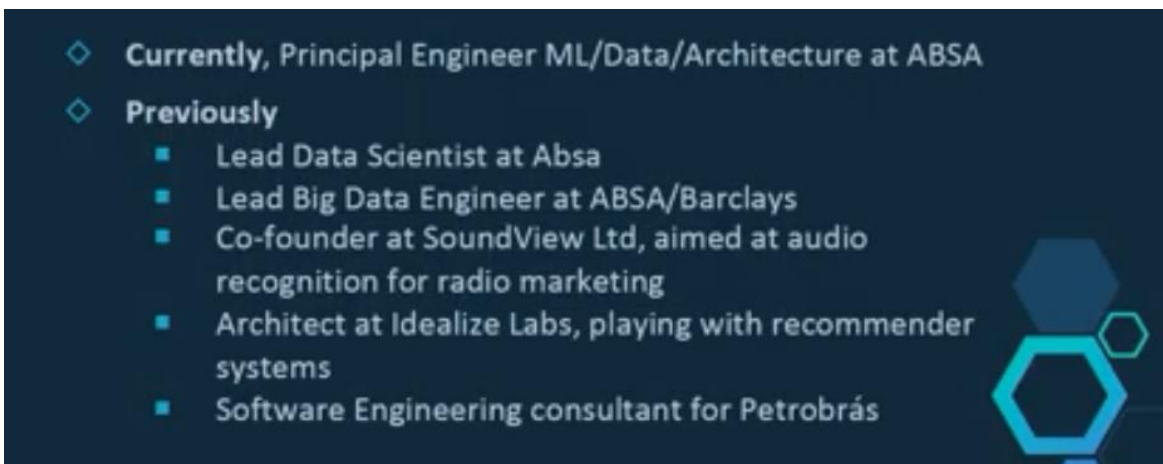 Currently, Principal Engineer ML/Data/Architecture at ABSA
Previously
Lead Data Scientist at Absa
Lead Big Data Engineer at ABSA/Barclays
Co-founder at SoundView Ltd, aimed at audio
recognition for radio marketing
Architect at Idealize Labs, playing with recommender
systems
Software Engineering consultant for Petrobrás